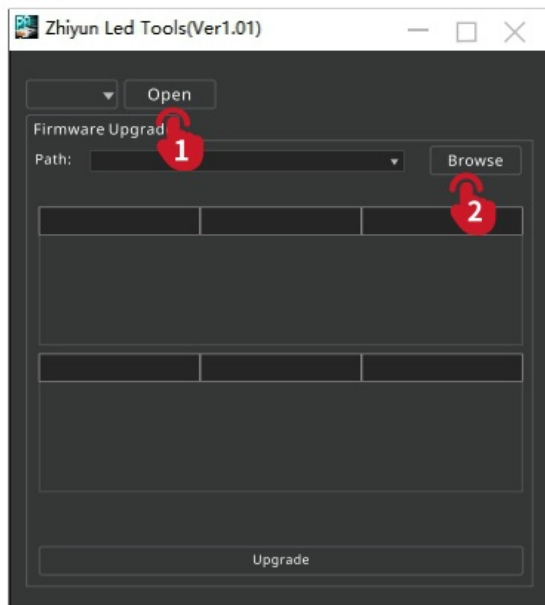 Zhiyun Led Tools(Ver1.01)
Open
Firmware Upgrad
1
Path:
Browse
2
Upgrade